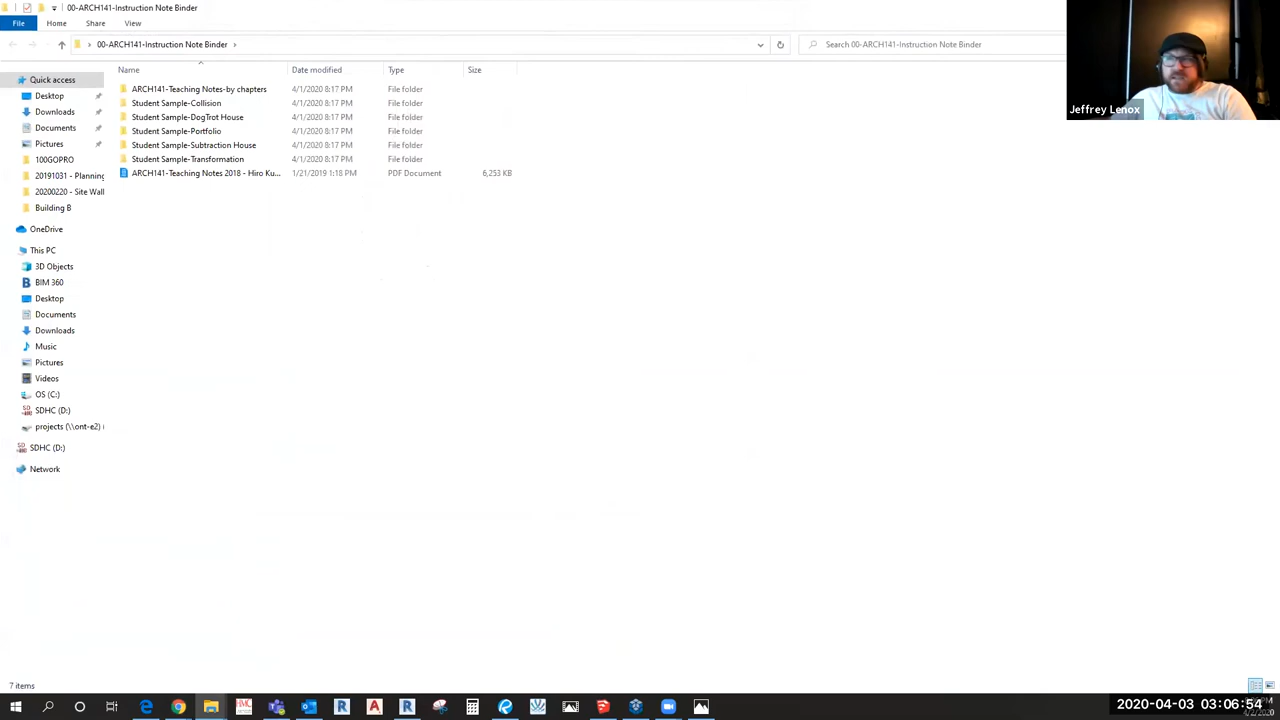 00-ARCH141-Instruction Note Binder
File Home Share View
00-ARCH141-Instruction Note Binder
Search 00-ARCH141-Instruction Note Binder
Name Date modified Type Size
ARCH141-Teaching Notes-by chapters 4/1/2020 8:17 PM File folder
Student Sample-Collision 4/1/2020 8:17 PM File folder
Student Sample-DogTrot House 4/1/2020 8:17 PM File folder
Student Sample-Portfolio 4/1/2020 8:17 PM File folder
Student Sample-Subtraction House 4/1/2020 8:17 PM File folder
Student Sample-Transformation 4/1/2020 8:17 PM File folder
ARCH141-Teaching Notes 2018 - Hiro Ku... 1/21/2019 1:18 PM PDF Document 6,253 KB
Quick access
Desktop
Downloads
Documents
Pictures
100GOPRO
20191031 - Planning
20200220 - Site Wall
Building B
OneDrive
This PC
3D Objects
BIM 360
Desktop
Documents
Downloads
Music
Pictures
Videos
OS (C:)
SDHC (D:)
projects (\\ont-e2) (
SDHC (D:)
Network
7 items
Jeffrey Lenox
2020-04-03 03:06:54
4/2/2020